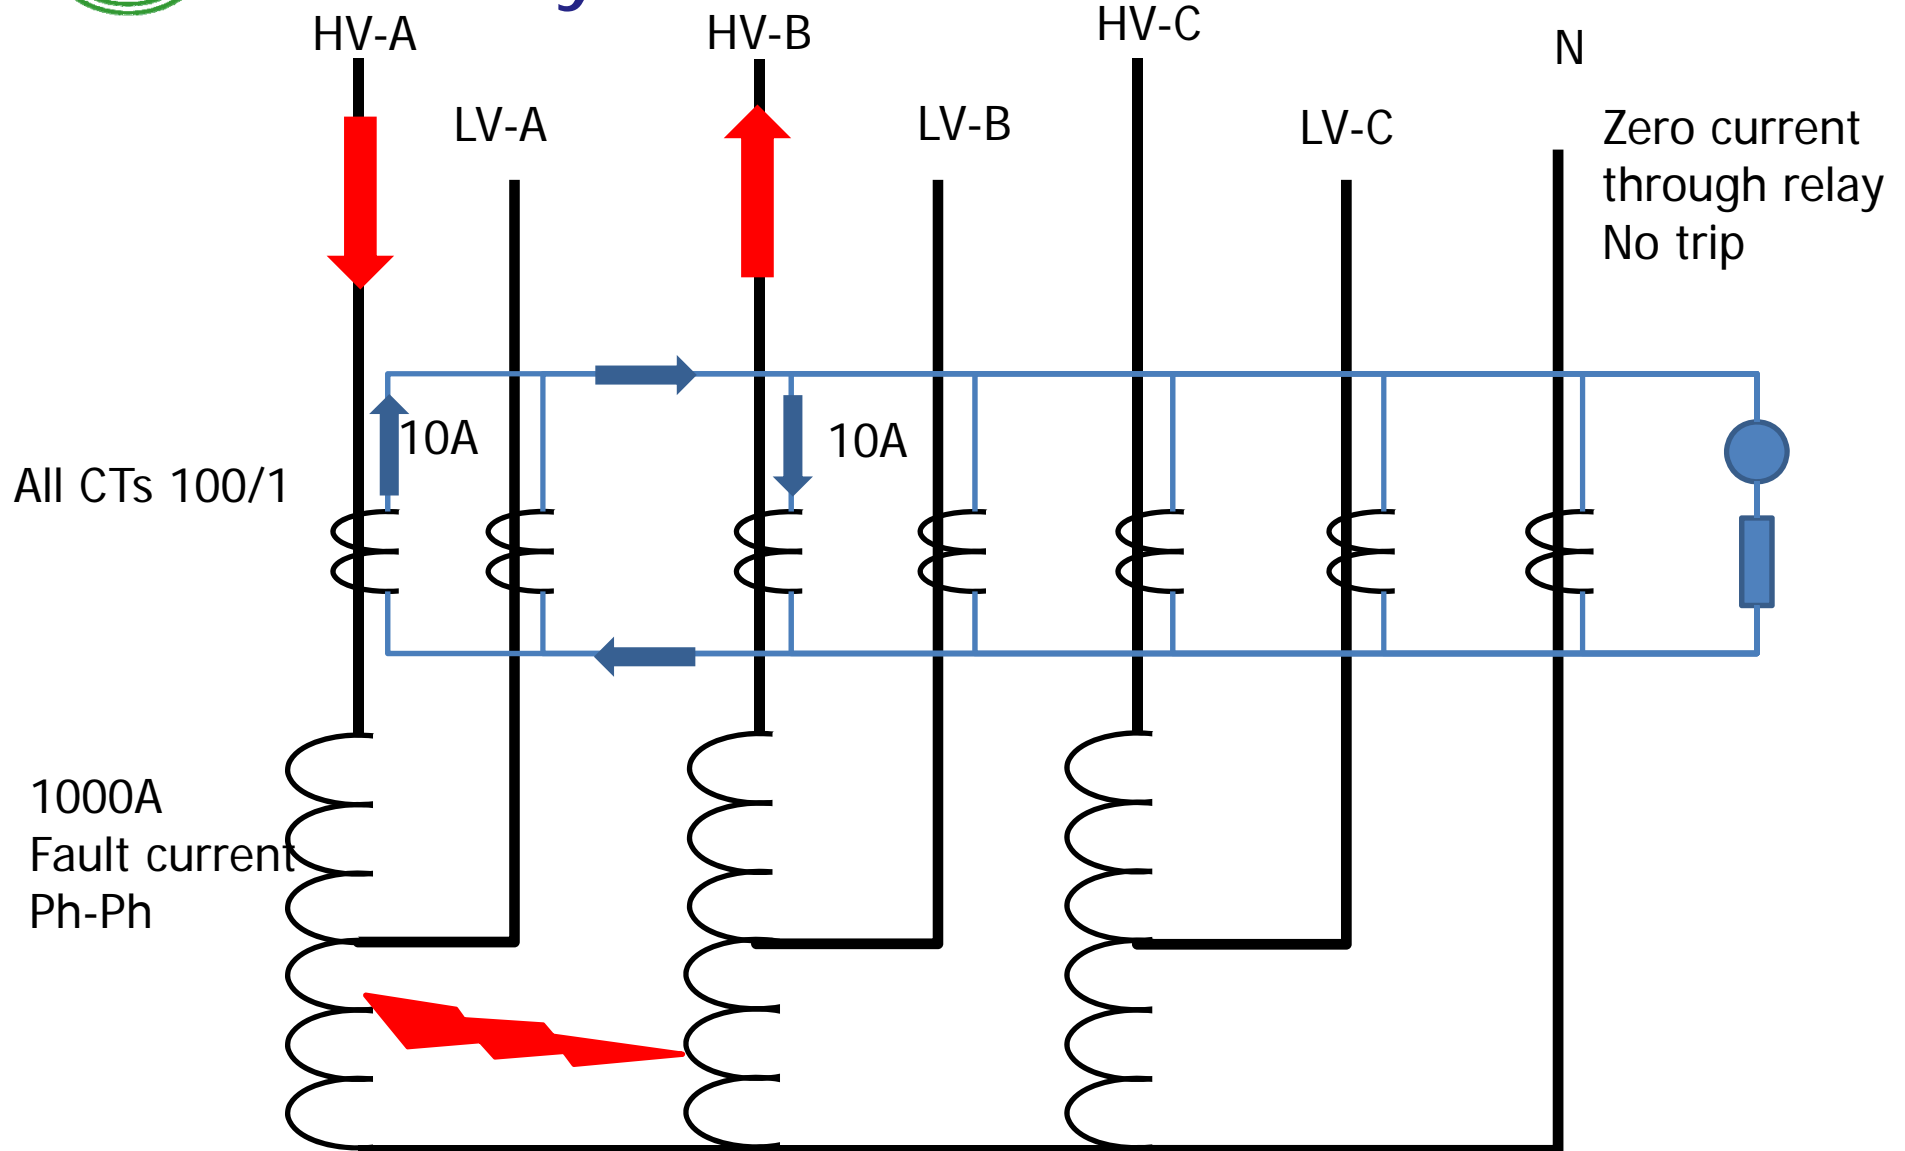 HV-A
HV-B
HV-C
N
LV-A
LV-B
LV-C
Zero current
through relay
No trip
10A
10A
All CTs 100/1
1000A
Fault current
Ph-Ph